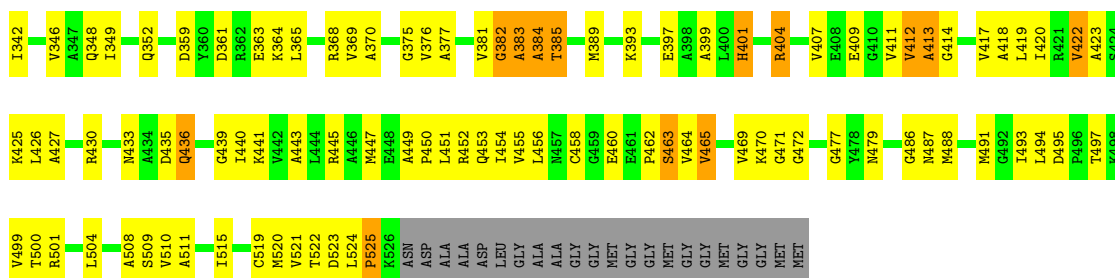 I342 V346 A347 Q348 I349 Q352 D359 Y360 D361 R362 E363 K364 L365 R368 V369 A370 G375 V376 A377 V381 G382 A383 A384 T385 M389 K393 E397 A398 A399 L400 H401 R404 V407 E408 E409 G410 V411 V412 A413 G414 V417 A418 L419 I420 R421 V422 A423 S424
K425 L426 A427 R430 N433 A434 D435 Q436 G439 I440 K441 V442 A443 L444 R445 A446 M447 E448 A449 P450 L451 R452 Q453 I454 V455 L456 N457 C458 G459 E460 E461 P462 S463 V464 V465 V469 K470 G471 G472 G477 Y478 N479 G486 N487 M488 M491 G492 I493 L494 D495 P496 T497 K498
V499 T500 R501 L504 A508 S509 V510 A511 I515 C519 M520 V521 T522 D523 L524 P525 K526 ASN ASP ALA ALA ASP LEU GLY ALA ALA GLY GLY MET GLY GLY MET GLY GLY GLY MET MET